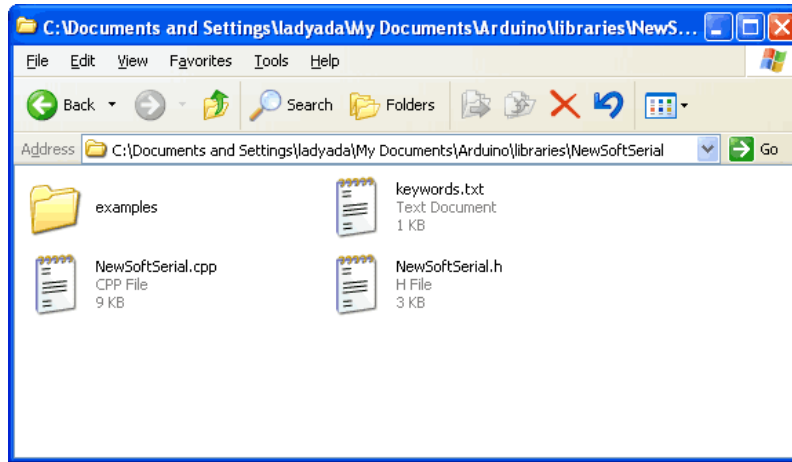 C:\Documents and Settings\ladyada\My Documents\Arduino\libraries\NewS...
File Edit View Favorites Tools Help
Back Search Folders
Address C:\Documents and Settings\ladyada\My Documents\Arduino\libraries\NewSoftSerial Go
examples
keywords.txt
Text Document
1 KB
NewSoftSerial.cpp
CPP File
9 KB
NewSoftSerial.h
H File
3 KB